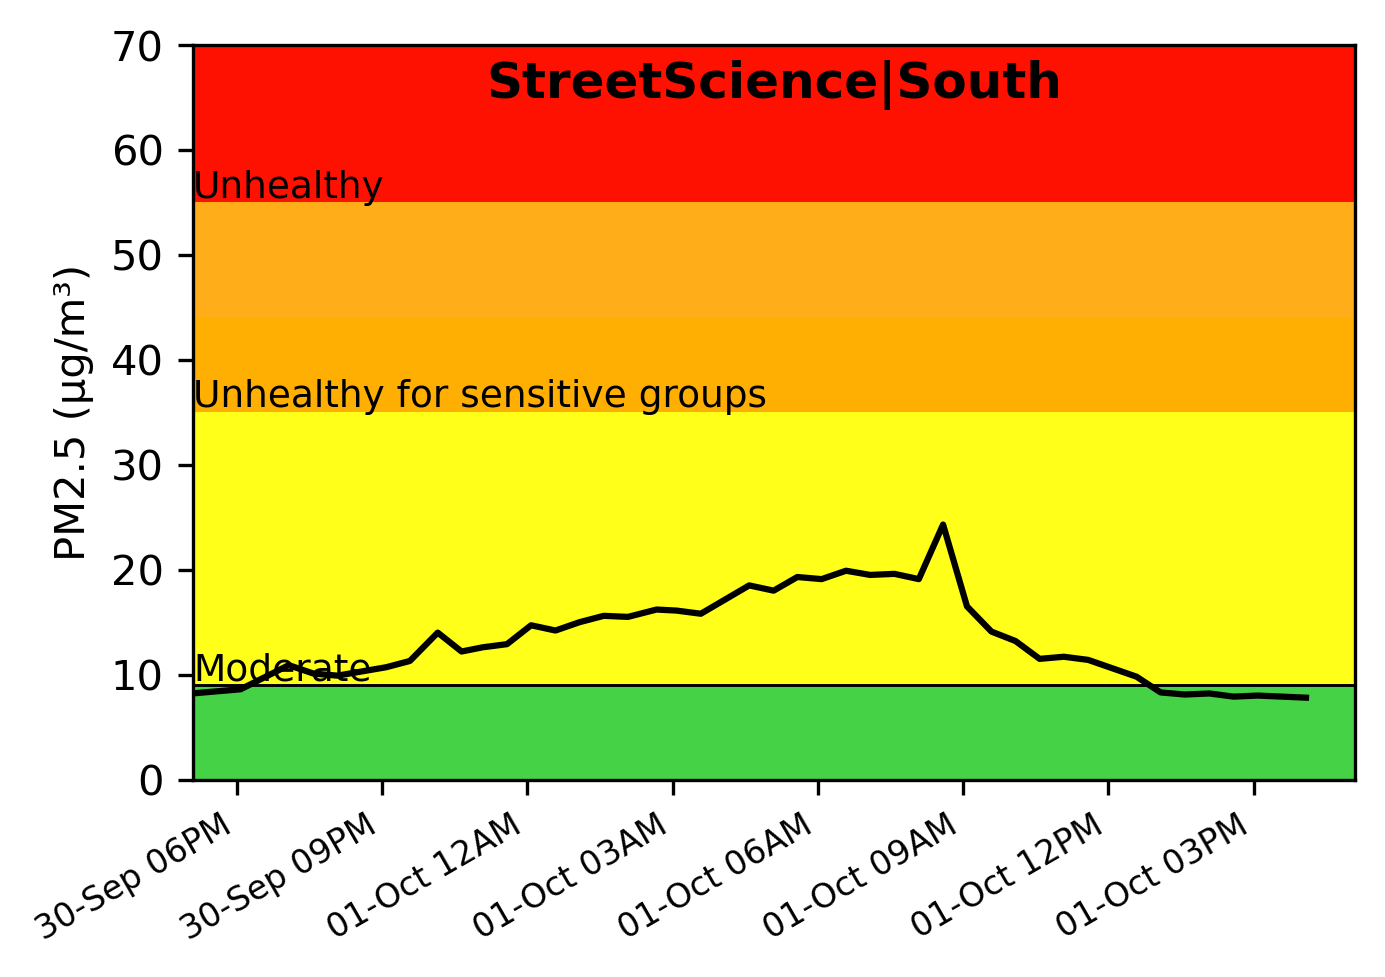 StreetScience|South
PM2.5 (µg/m³)
70
60
50
40
30
20
10
0
Unhealthy
Unhealthy for sensitive groups
Moderate
30-Sep 06PM
30-Sep 09PM
01-Oct 12AM
01-Oct 03AM
01-Oct 06AM
01-Oct 09AM
01-Oct 12PM
01-Oct 03PM